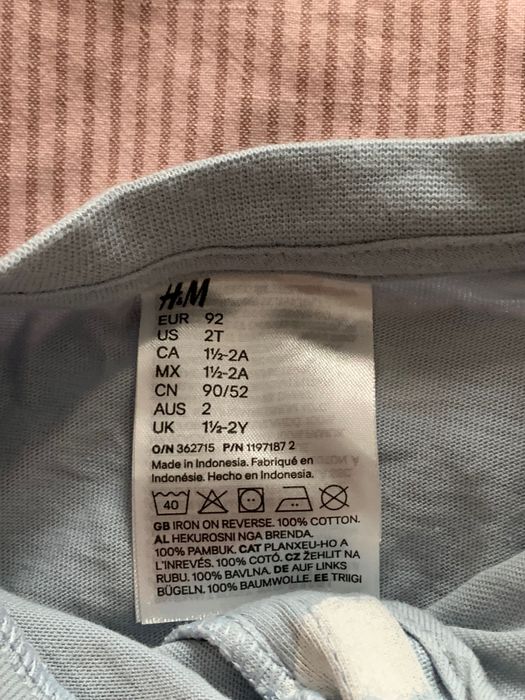 H&M
EUR 92
US 2T
CA 1½-2A
MX 1½-2A
CN 90/52
AUS 2
UK 1½-2Y
O/N 362715 P/N 1197187 2
Made in Indonesia. Fabriqué en
Indonésie. Hecho en Indonesia.
40
GB IRON ON REVERSE. 100% COTTON.
AL HEKUROSNI NGA BRENDA.
100% PAMBUK. CAT PLANXEU-HO A
L'INREVÉS. 100% COTÓ. CZ ŽEHLIT NA
RUBU. 100% BAVLNA. DE AUF LINKS
BÜGELN. 100% BAUMWOLLE. EE TRIIGI